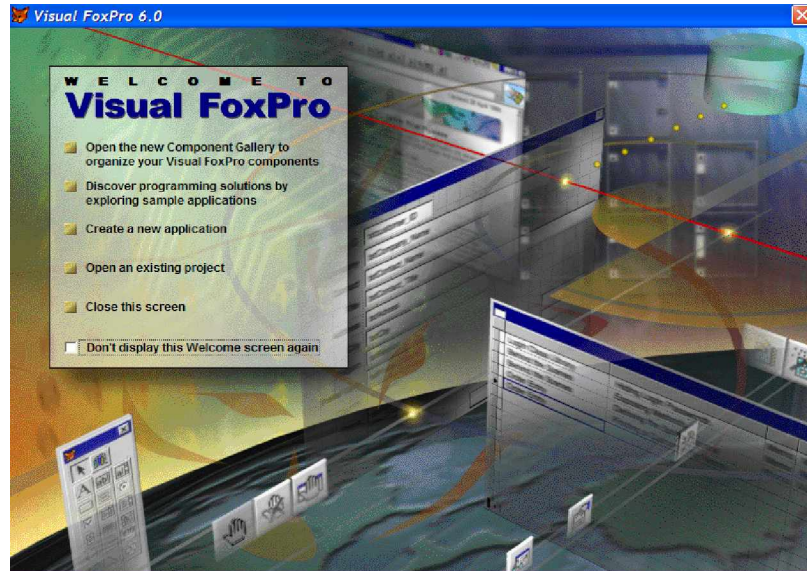 Visual FoxPro 6.0
WELCOME TO
Visual FoxPro
Open the new Component Gallery to
organize your Visual FoxPro components
Discover programming solutions by
exploring sample applications
Create a new application
Open an existing project
Close this screen
Don't display this Welcome screen again